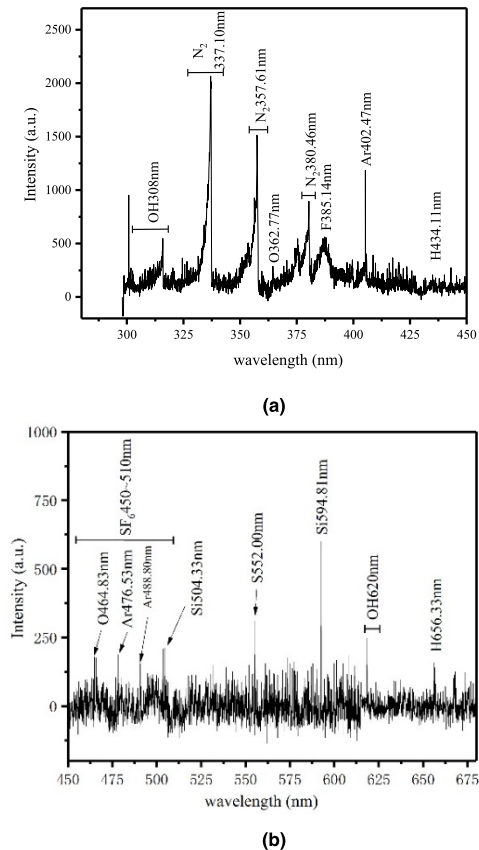 (a)
2500
2000
1500
1000
500
0
Intensity (a.u.)
300
325
350
375
400
425
450
wavelength (nm)
OH308nm
N2
337.10nm
N2357.61nm
O362.77nm
N2380.46nm
F385.14nm
Ar402.47nm
H434.11nm
(a)
1000
750
500
250
0
Intensity (a.u.)
450
475
500
525
550
575
600
625
650
675
wavelength (nm)
SF6450~510nm
O464.83nm
Ar476.53nm
Ar488.80nm
Si504.33nm
S552.00nm
Si594.81nm
OH620nm
H656.33nm
(b)